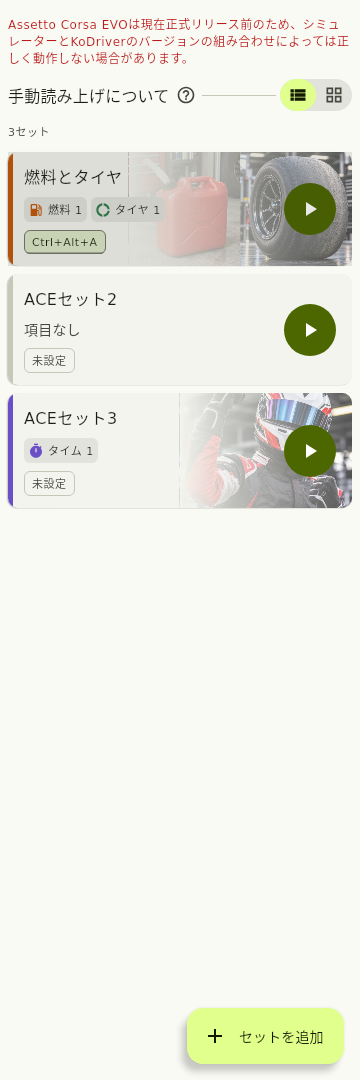 Assetto Corsa EVOは現在正式リリース前のため、シミュ
レーターとKoDriverのバージョンの組み合わせによっては正
しく動作しない場合があります。
手動読み上げについて
3セット
燃料とタイヤ
燃料 1 タイヤ 1
Ctrl+Alt+A
ACEセット2
項目なし
未設定
ACEセット3
タイム 1
未設定
セットを追加